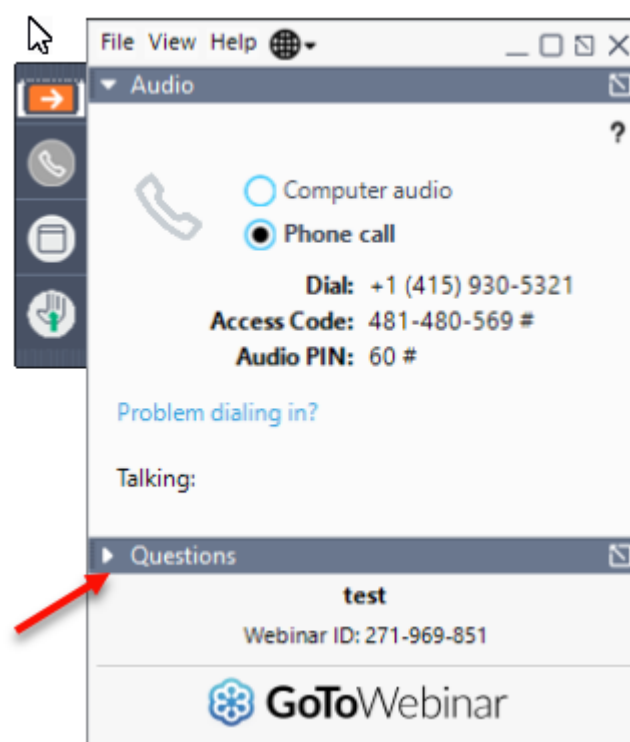 File View Help
Audio
?
Computer audio
Phone call
Dial: +1 (415) 930-5321
Access Code: 481-480-569 #
Audio PIN: 60 #
Problem dialing in?
Talking:
Questions
test
Webinar ID: 271-969-851
GoToWebinar